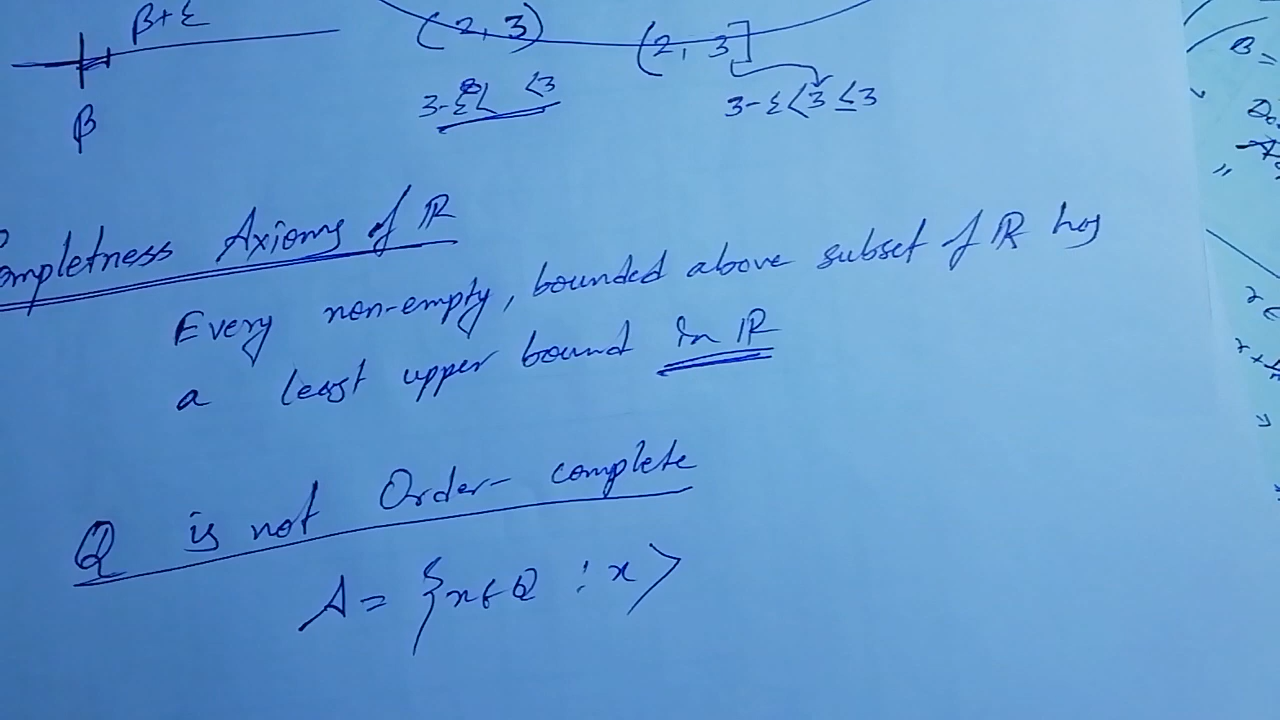 β+ε
(2, 3) (2, 3]
β 3-ε< <3 3-ε<3≤3
ompletness Axioms of ℝ
Every non-empty, bounded above subset of ℝ has
a least upper bound in ℝ
Q is not Order-complete
A = {x∈Q : x>
B=